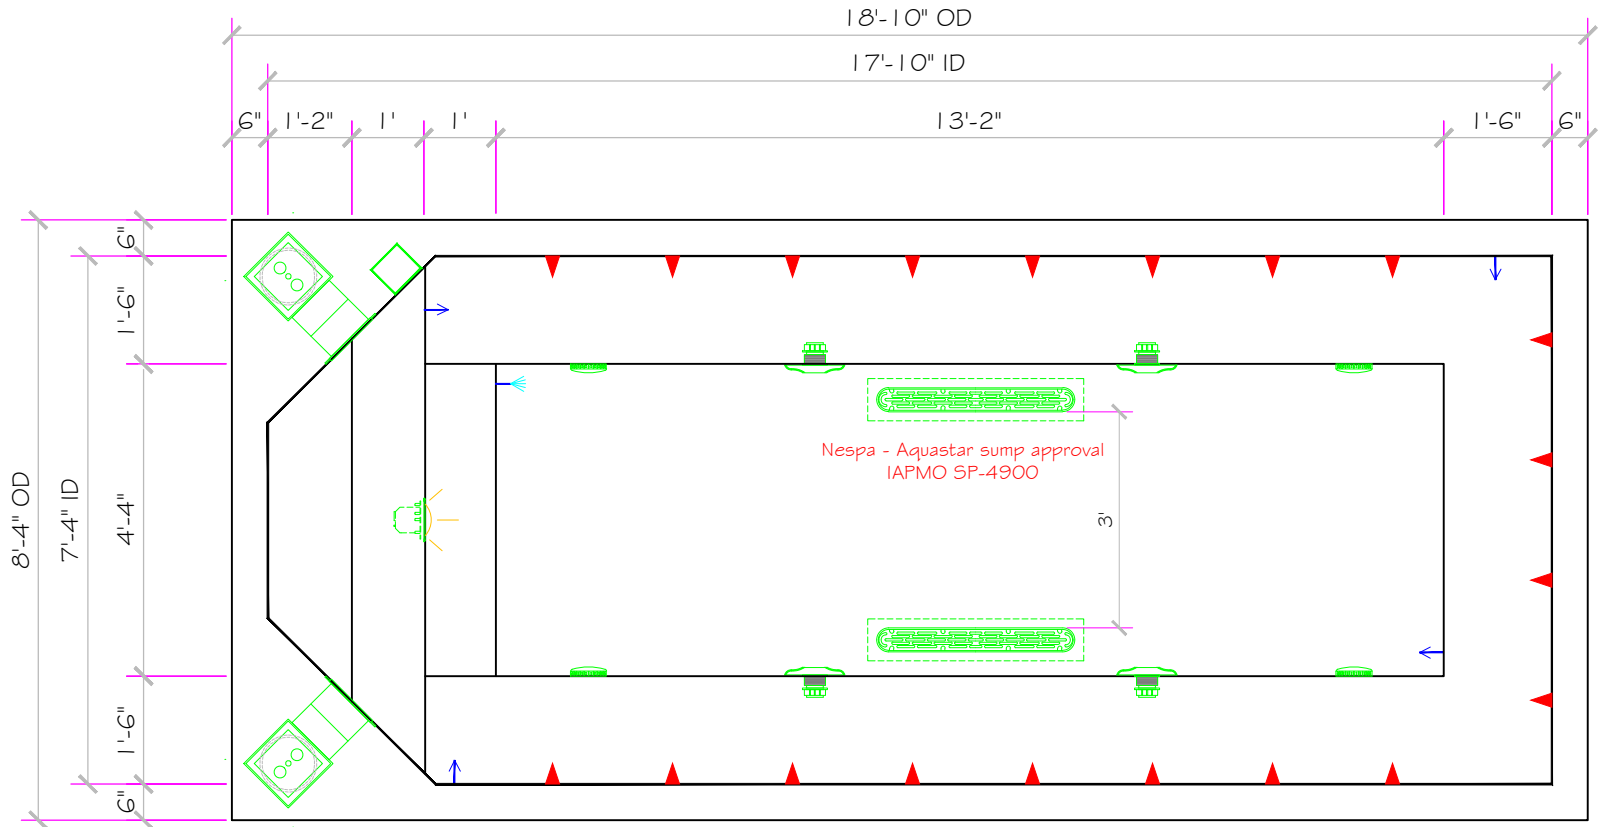 18'-10" OD
17'-10" ID
6" 1'-2" 1' 1' 13'-2" 1'-6" 6"
6"
1'-6"
4'-4"
1'-6"
6"
7'-4" ID
8'-4" OD
Nespa - Aquastar sump approval
IAPMO SP-4900
3'